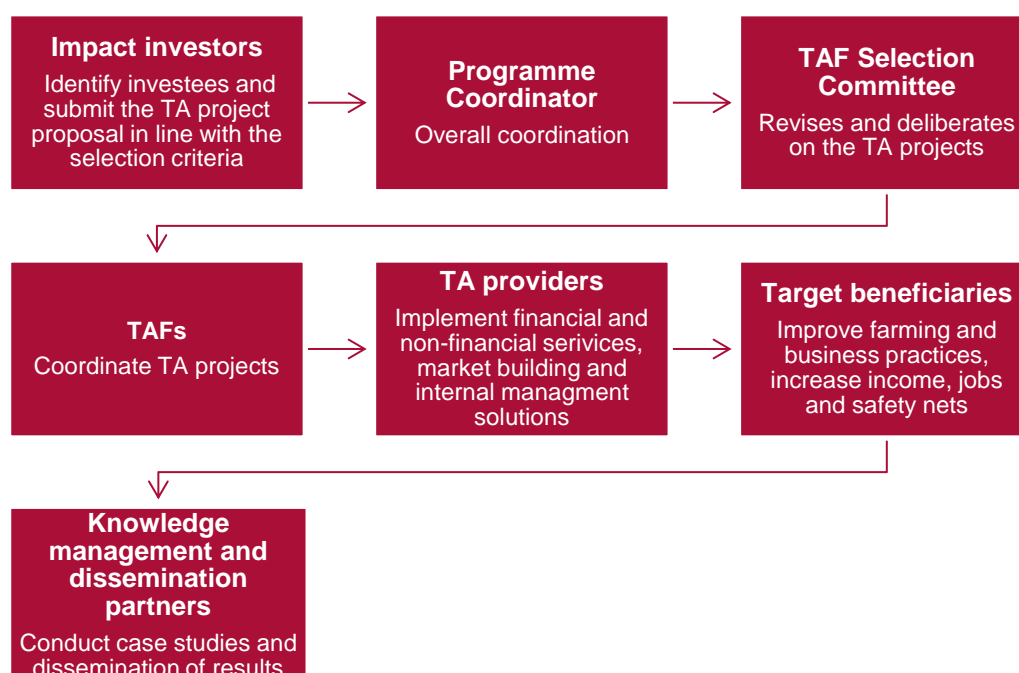 Impact investors
Identify investees and
submit the TA project
proposal in line with the
selection criteria
Programme
Coordinator
Overall coordination
TAF Selection
Committee
Revises and deliberates
on the TA projects
TAFs
Coordinate TA projects
TA providers
Implement financial and
non-financial serivices,
market building and
internal managment
solutions
Target beneficiaries
Improve farming and
business practices,
increase income, jobs
and safety nets
Knowledge
management and
dissemination
partners
Conduct case studies and
dissemination of results